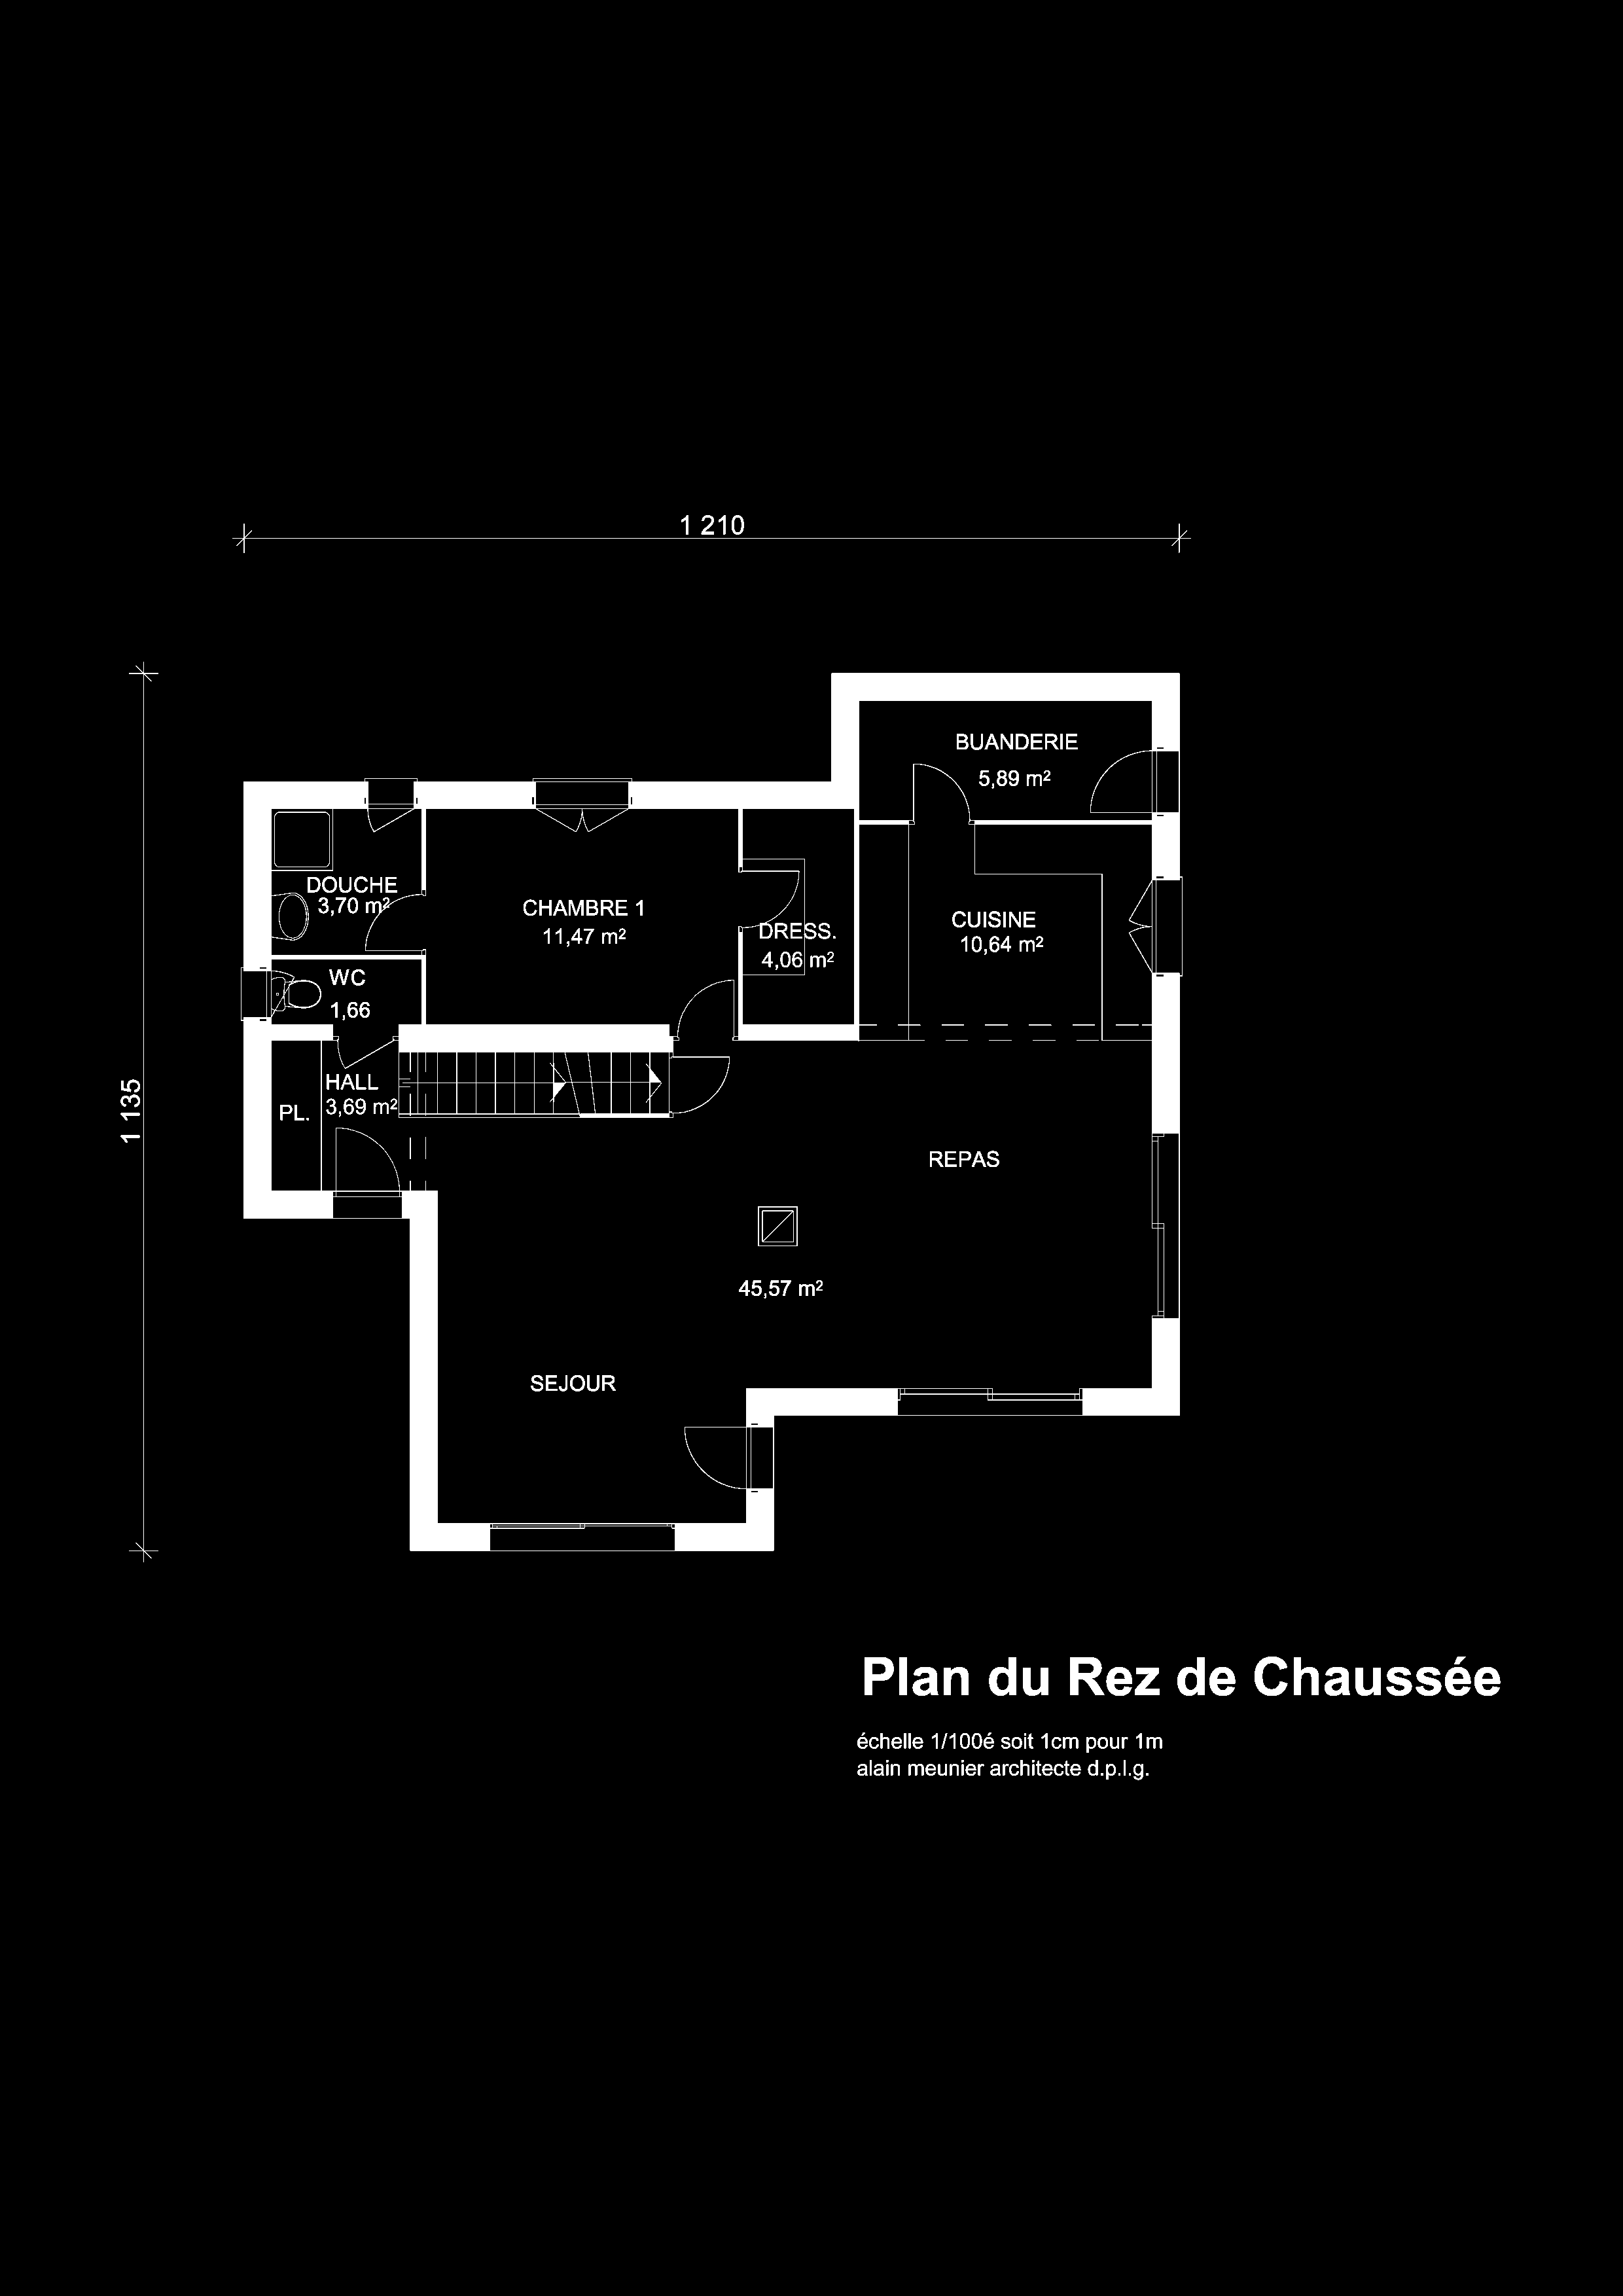 1 210
1 135
BUANDERIE
5,89 m²
DOUCHE
3,70 m²
CHAMBRE 1
11,47 m²
DRESS.
4,06 m²
CUISINE
10,64 m²
WC
1,66
HALL
3,69 m²
PL.
REPAS
45,57 m²
SEJOUR
Plan du Rez de Chaussée
échelle 1/100é soit 1cm pour 1m
alain meunier architecte d.p.l.g.